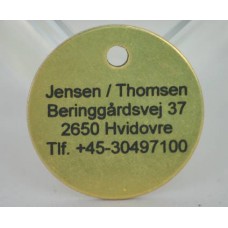 Jensen / Thomsen
Beringgårdsvej 37
2650 Hvidovre
Tlf. +45-30497100